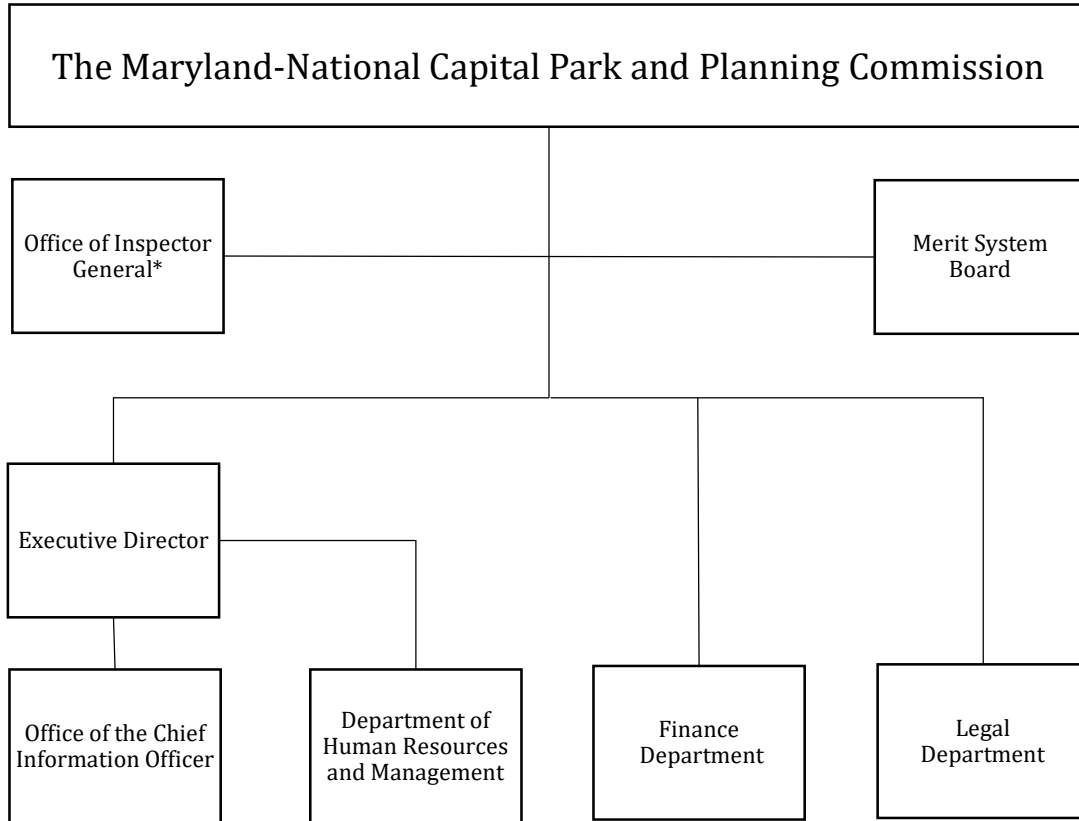 The Maryland-National Capital Park and Planning Commission
Office of Inspector
General*
Merit System
Board
Executive Director
Office of the Chief
Information Officer
Department of
Human Resources
and Management
Finance
Department
Legal
Department